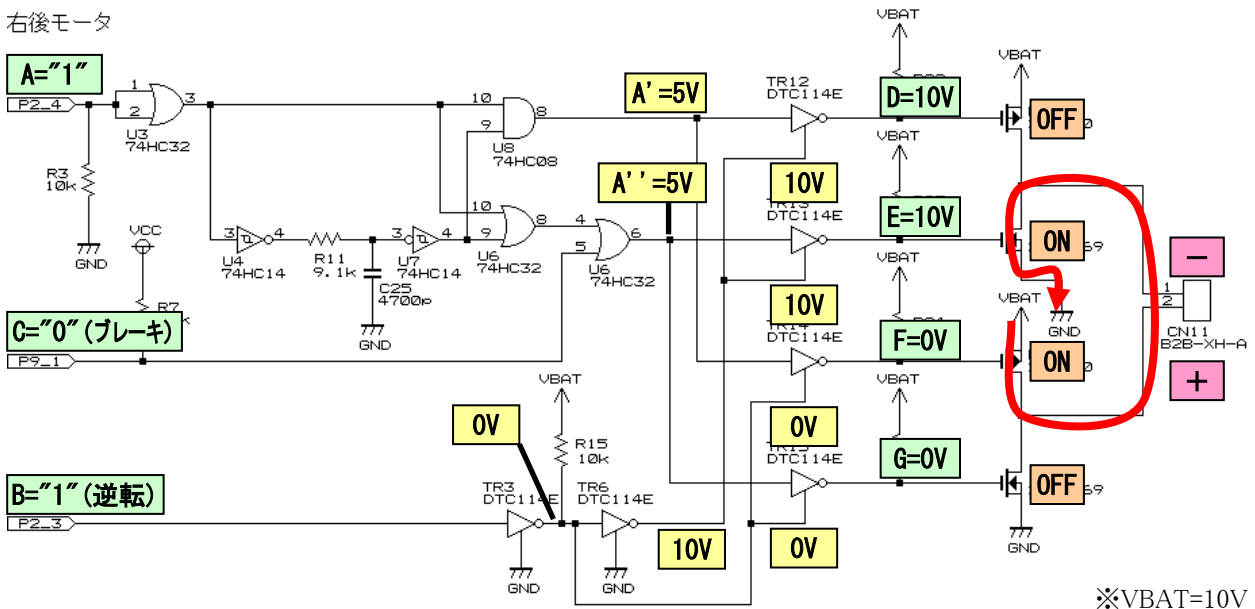 右後モータ
A="1"
P2_4
1
2
3
U3
74HC32
R3
10k
GND
VCC
R7
C="0"(ブレーキ)
P9_1
3
4
U4
74HC14
R11
9.1k
C25
4700p
GND
3
4
U7
74HC14
10
9
8
U8
74HC08
10
9
8
U6
74HC32
4
5
6
U6
74HC32
A'=5V
A''=5V
TR12
DTC114E
10V
DTC114E
10V
DTC114E
0V
DTC114E
0V
VBAT
D=10V
VBAT
E=10V
VBAT
F=0V
VBAT
G=0V
VBAT
OFF
ON
GND
VBAT
ON
OFF
GND
−
1
2
CN11
B2B-XH-A
+
B="1"(逆転)
P2_3
0V
VBAT
R15
10k
TR3
DTC114E
GND
TR6
DTC114E
GND
10V
※VBAT=10V